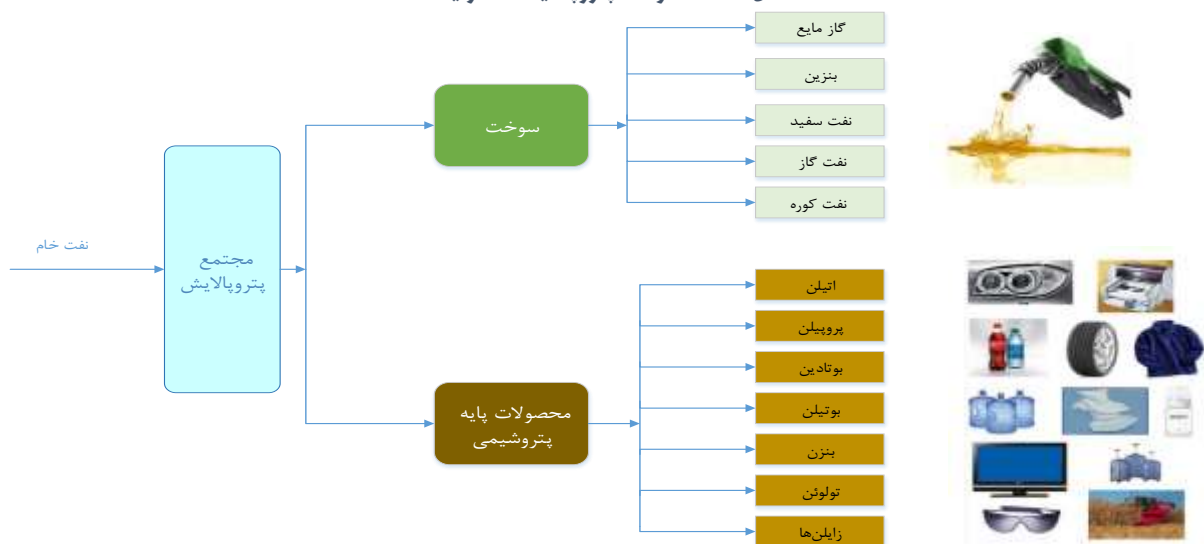 نفت خام
مجتمع
پتروپالایش
سوخت
گاز مایع
بنزین
نفت سفید
نفت گاز
نفت کوره
محصولات پایه
پتروشیمی
اتیلن
پروپیلن
بوتادین
بوتیلن
بنزن
تولوئن
زایلن‌ها